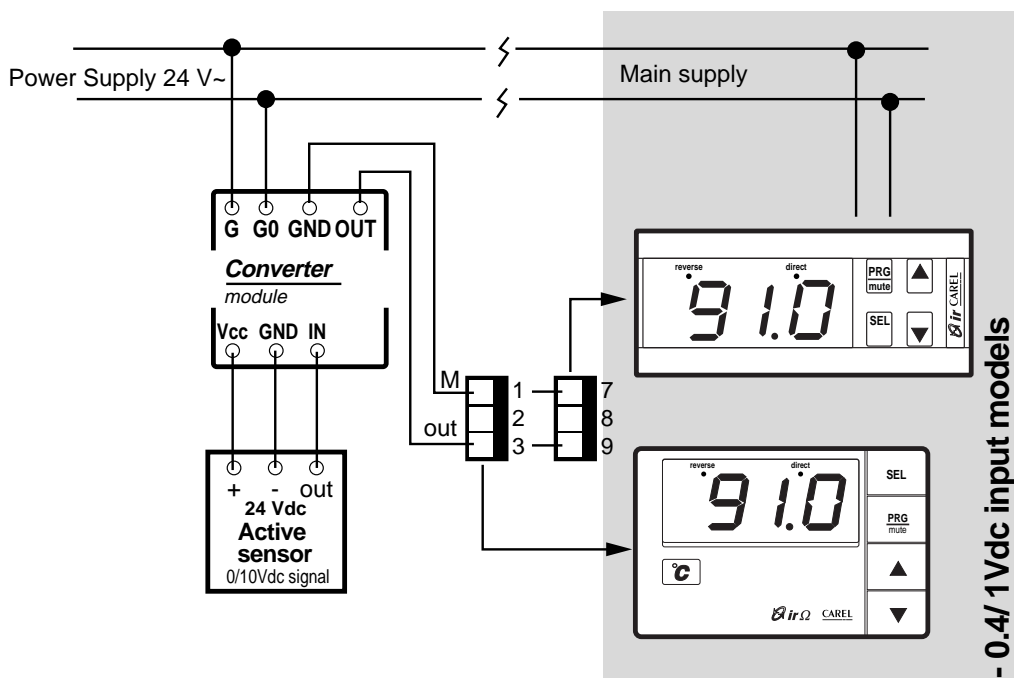 Power Supply 24 V~
Main supply
G G0 GND OUT
Converter
module
Vcc GND IN
+ - out
24 Vdc
Active
sensor
0/10Vdc signal
M 1 7
2 8
out 3 9
reverse direct
91.0
PRG
mute
SEL
ir CAREL
reverse direct
91.0
°C
irΩ CAREL
SEL
PRG
mute
- 0.4/1Vdc input models